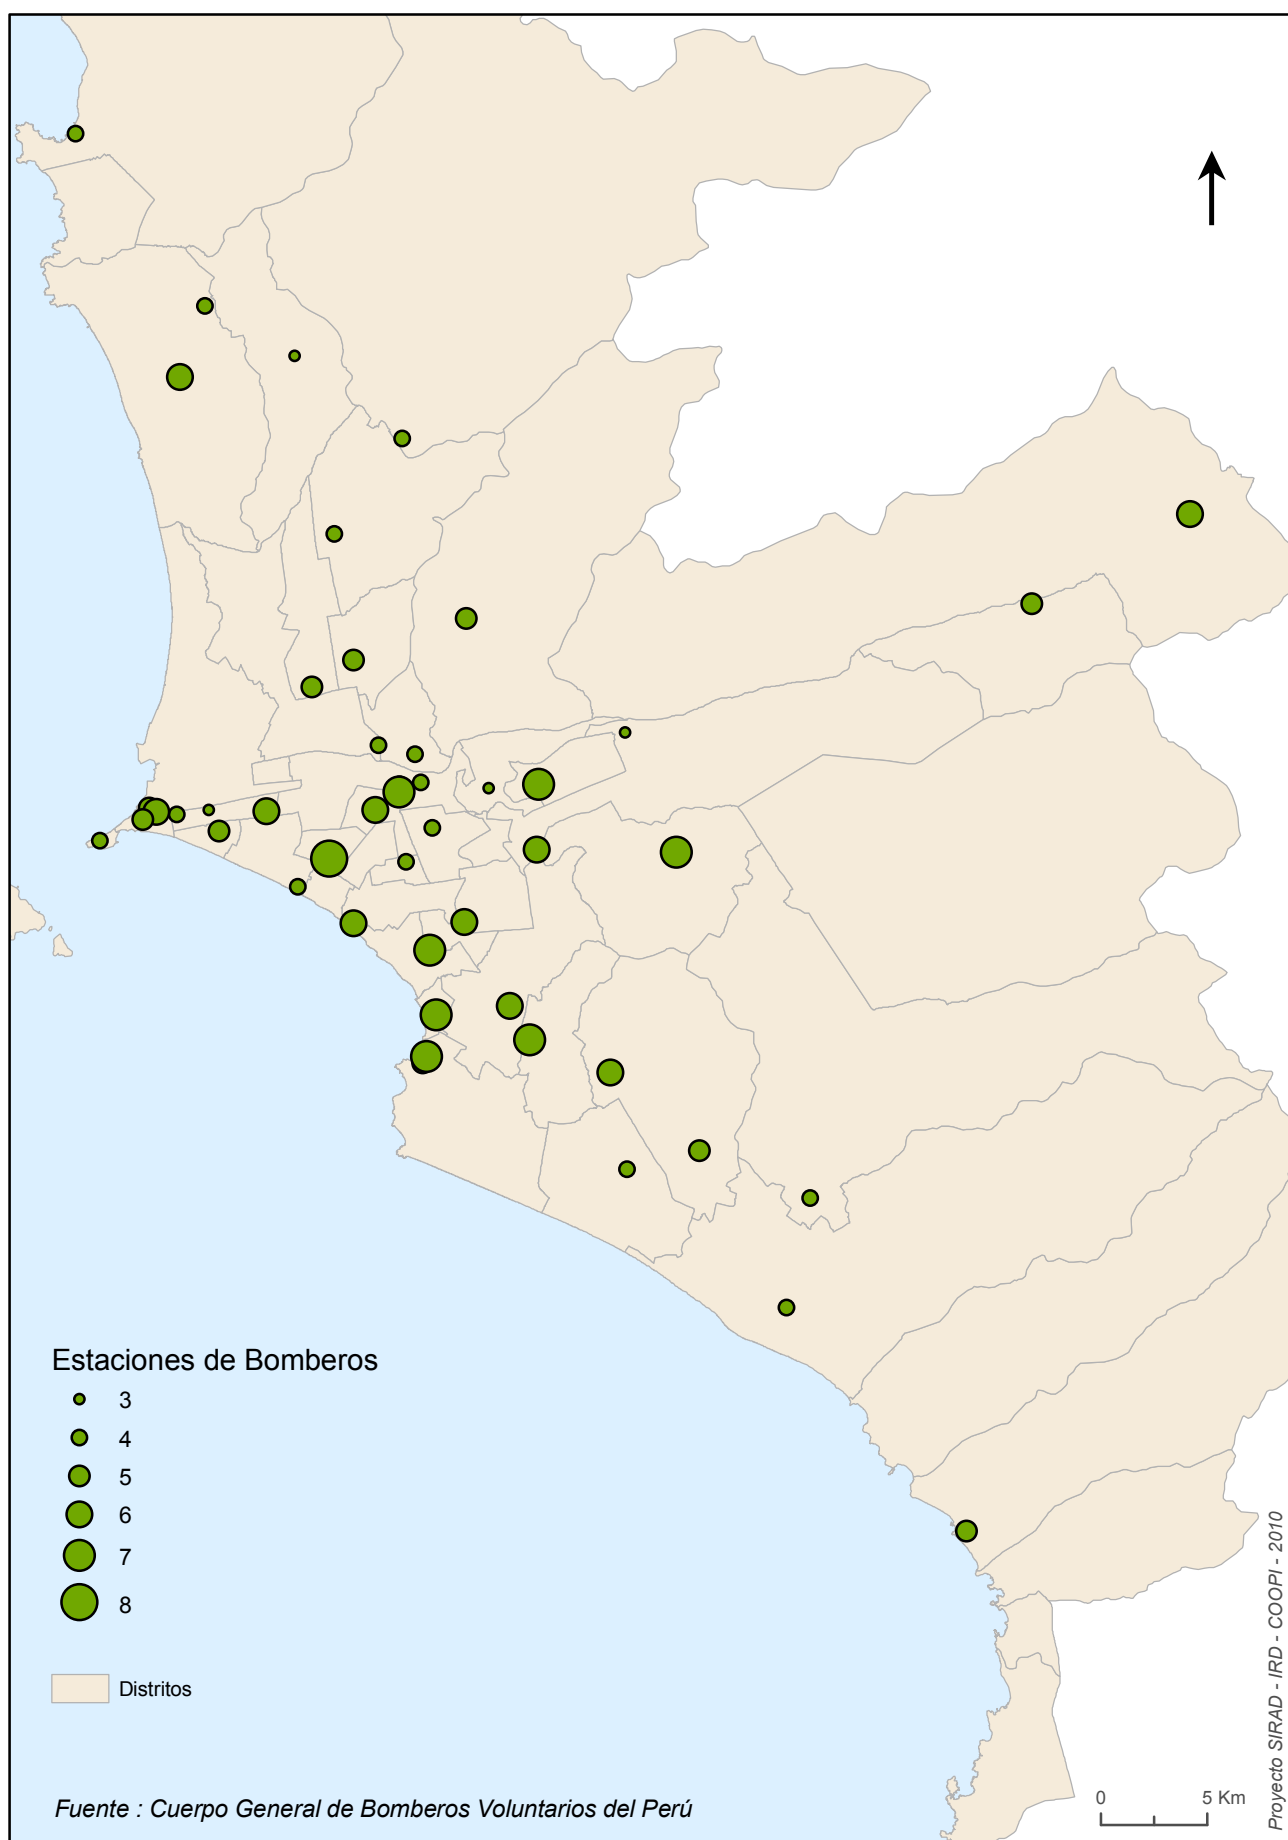 Estaciones de Bomberos
3
4
5
6
7
8
Distritos
Fuente : Cuerpo General de Bomberos Voluntarios del Perú
0 5 Km
Proyecto SIRAD - IRD - COOPI - 2010